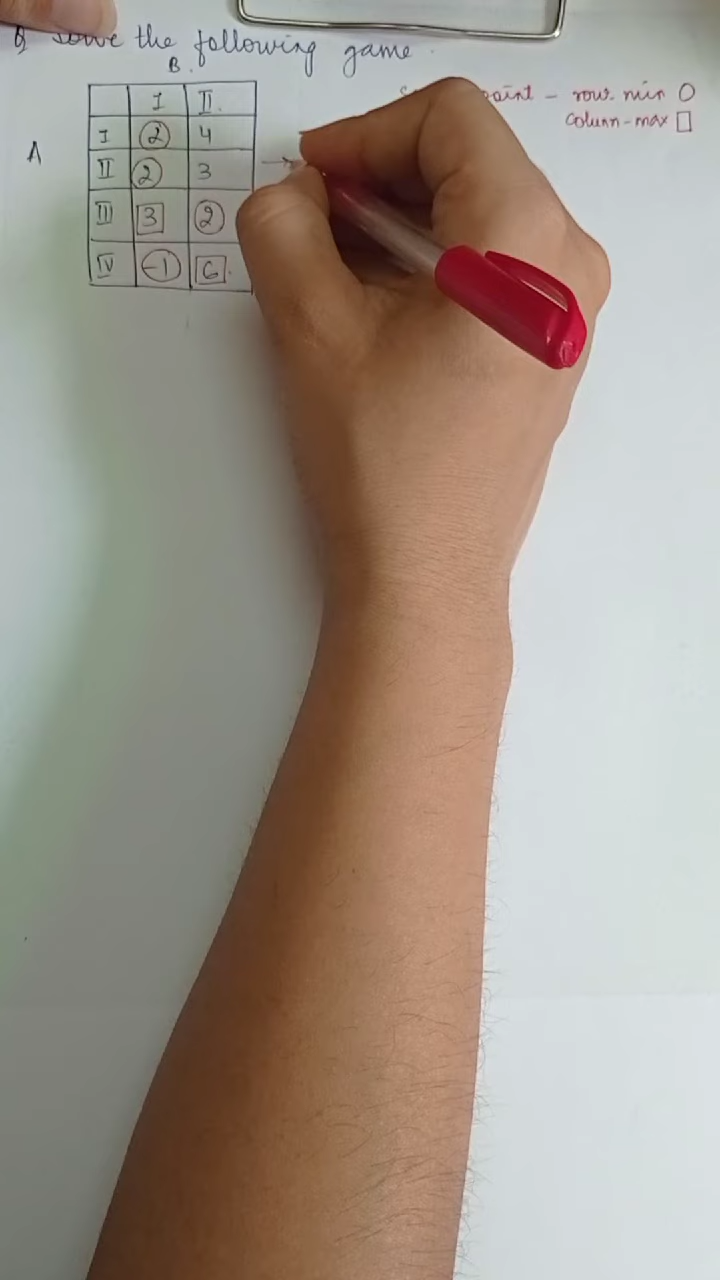 Q Solve the following game.
B.
I II.
A
I 2 4
II 2 3
III 3 2
IV -1 6.
point - row min ○
column-max □